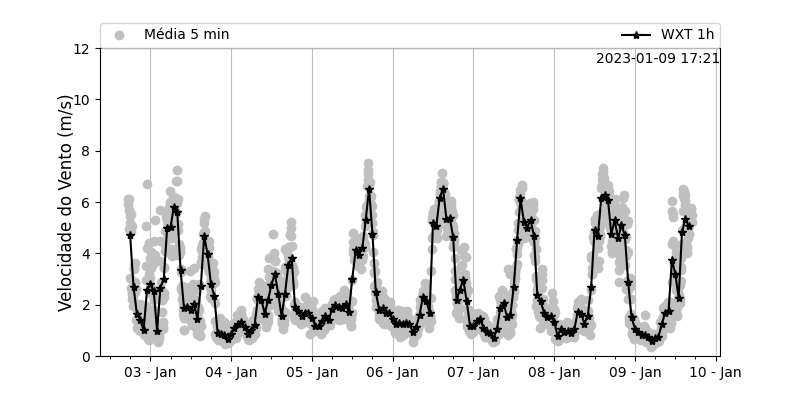 Média 5 min
WXT 1h
2023-01-09 17:21
Velocidade do Vento (m/s)
12
10
8
6
4
2
0
03 - Jan
04 - Jan
05 - Jan
06 - Jan
07 - Jan
08 - Jan
09 - Jan
10 - Jan